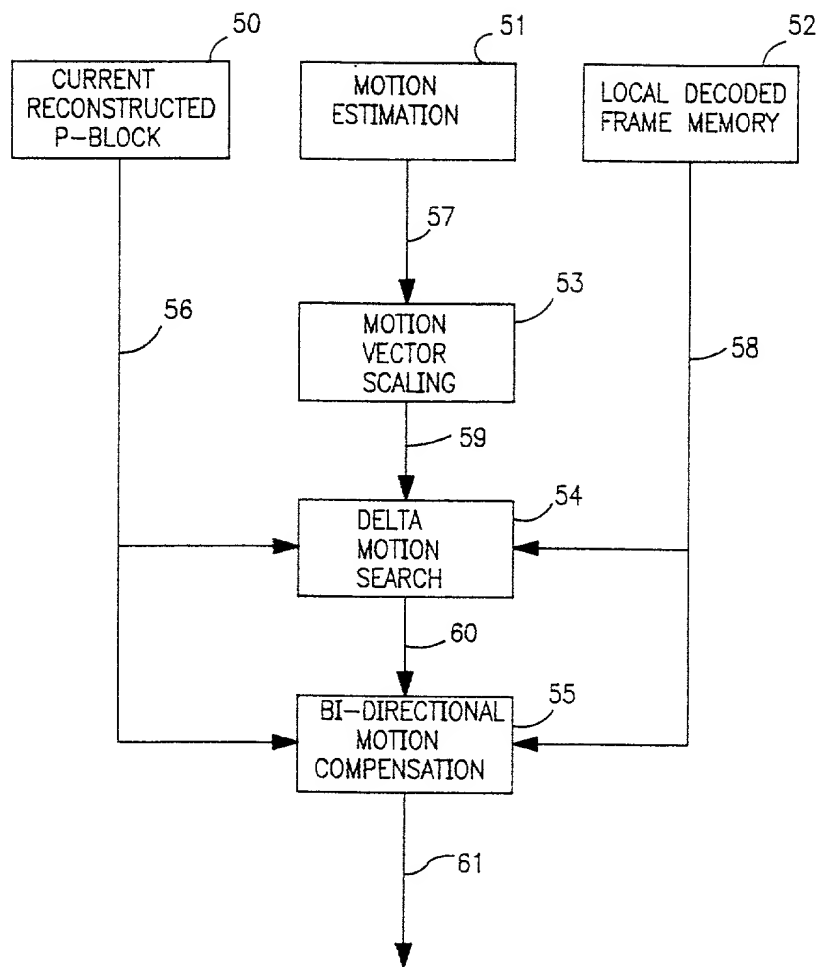 50
51
52
CURRENT
RECONSTRUCTED
P-BLOCK
MOTION
ESTIMATION
LOCAL DECODED
FRAME MEMORY
57
56
53
58
MOTION
VECTOR
SCALING
59
54
DELTA
MOTION
SEARCH
60
55
BI-DIRECTIONAL
MOTION
COMPENSATION
61